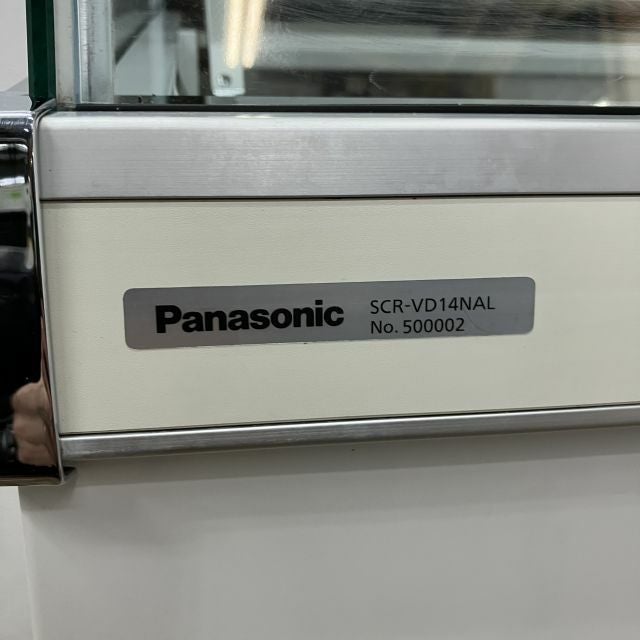 Panasonic
SCR-VD14NAL
No. 500002